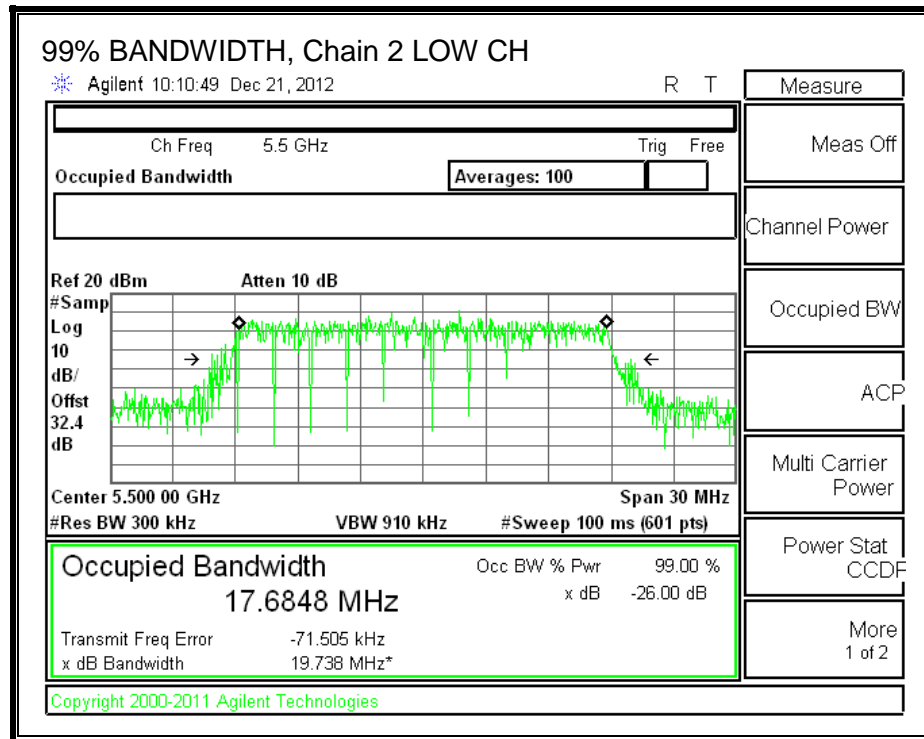 99% BANDWIDTH, Chain 2 LOW CH
Agilent 10:10:49 Dec 21, 2012 R T
Measure
Ch Freq 5.5 GHz Trig Free
Occupied Bandwidth Averages: 100
Meas Off
Channel Power
Occupied BW
ACP
Multi Carrier
Power
Power Stat
CCDF
More
1 of 2
Ref 20 dBm Atten 10 dB
#Samp
Log
10
dB/
Offst
32.4
dB
Center 5.500 00 GHz Span 30 MHz
#Res BW 300 kHz VBW 910 kHz #Sweep 100 ms (601 pts)
Occupied Bandwidth Occ BW % Pwr 99.00 %
17.6848 MHz x dB -26.00 dB
Transmit Freq Error -71.505 kHz
x dB Bandwidth 19.738 MHz*
Copyright 2000-2011 Agilent Technologies